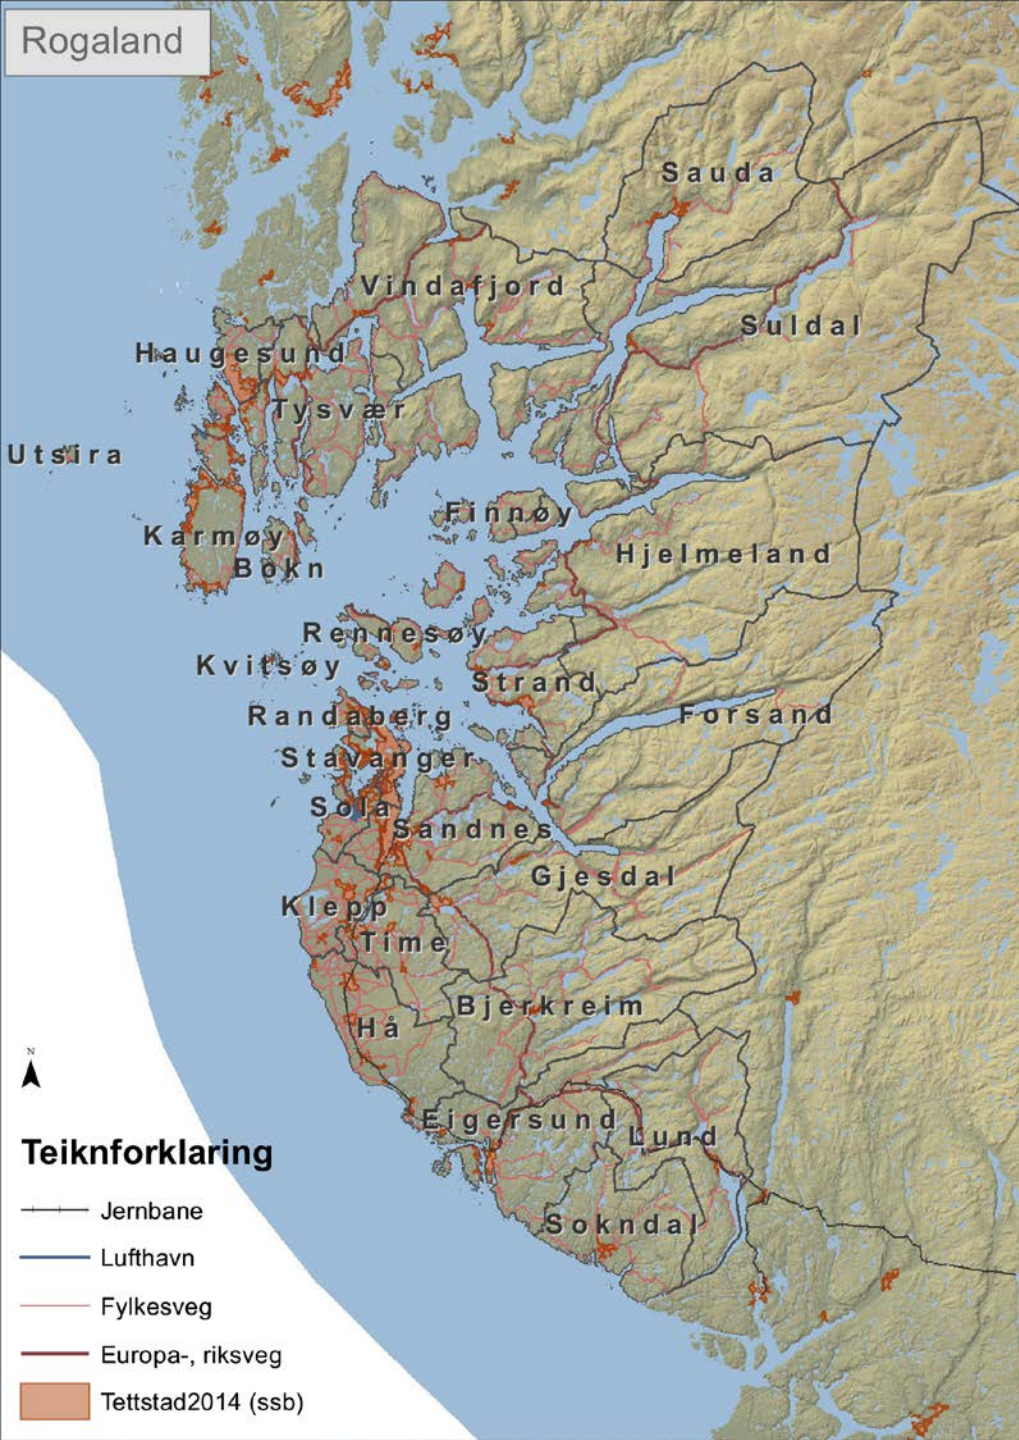 Rogaland
Sauda
Vindafjord
Suldal
Haugesund
Tysvær
Utsira
Finnøy
Karmøy
Hjelmeland
Bokn
Rennesøy
Kvitsøy
Strand
Randaberg
Forsand
Stavanger
Sola
Sandnes
Gjesdal
Klepp
Time
Bjerkreim
Hå
N
Eigersund
Lund
Teiknforklaring
Jernbane
Sokndal
Lufthavn
Fylkesveg
Europa-, riksveg
Tettstad2014 (ssb)